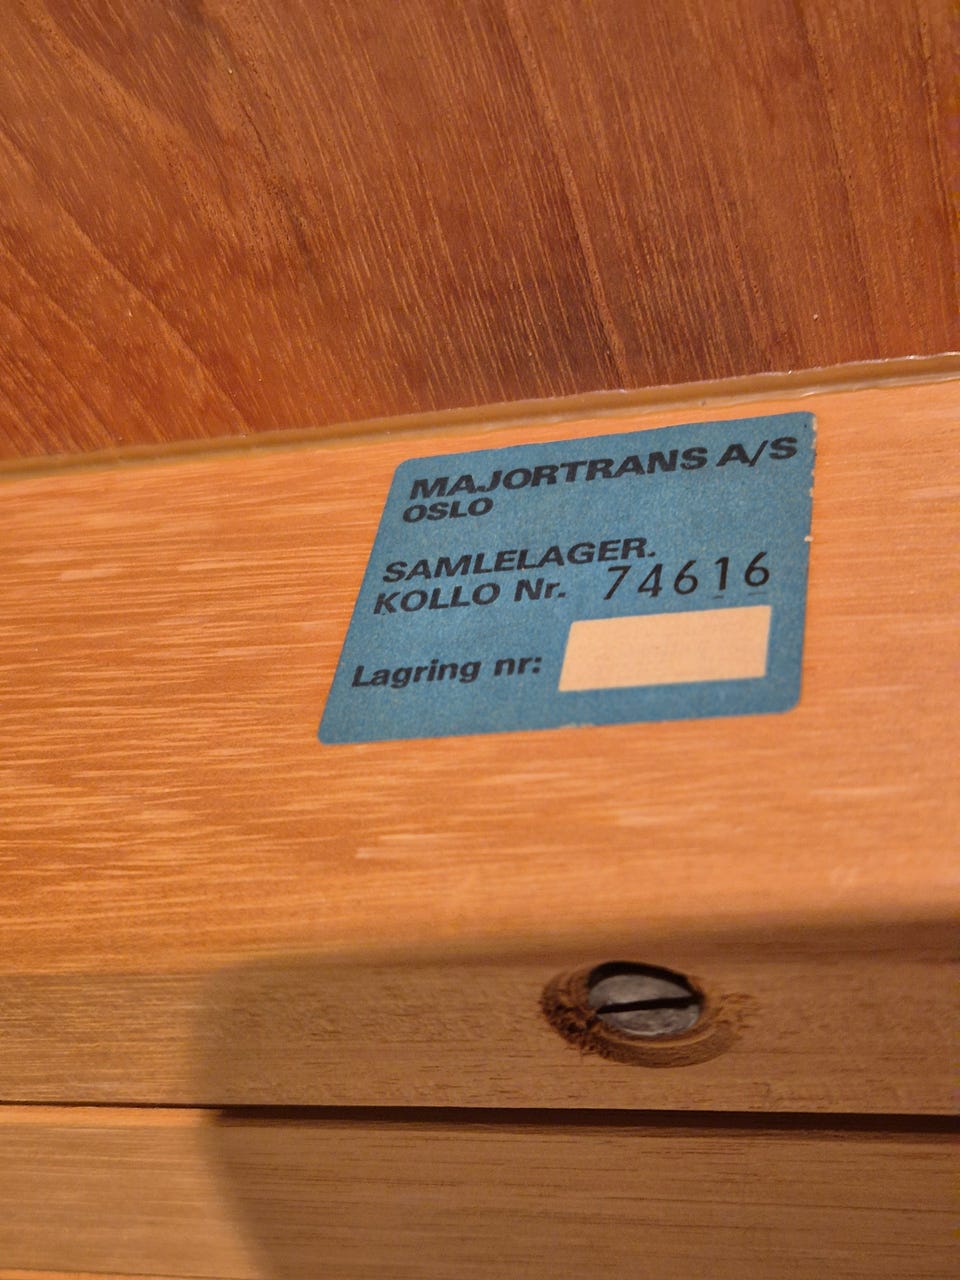 MAJORTRANS A/S
OSLO
SAMLELAGER.
KOLLO Nr. 74616
Lagring nr: